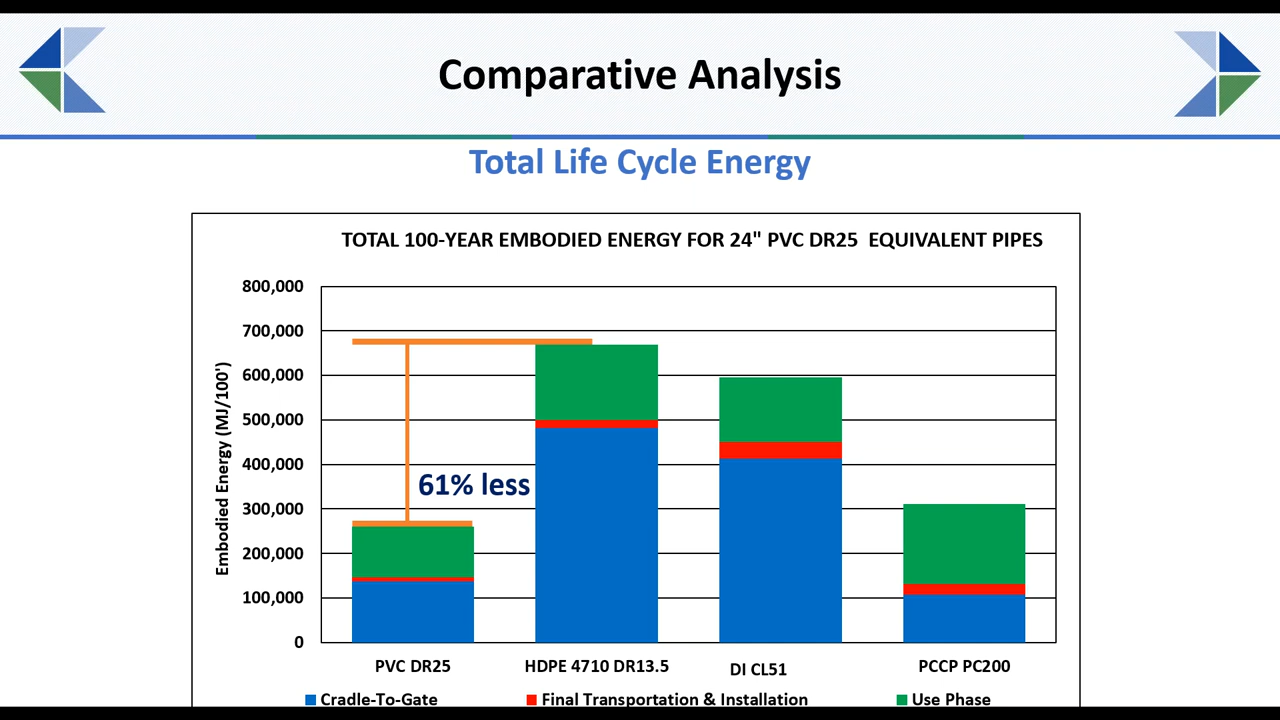 Comparative Analysis
Total Life Cycle Energy
TOTAL 100-YEAR EMBODIED ENERGY FOR 24" PVC DR25 EQUIVALENT PIPES
800,000
700,000
600,000
500,000
400,000
300,000
200,000
100,000
0
Embodied Energy (MJ/100')
61% less
PVC DR25
HDPE 4710 DR13.5
DI CL51
PCCP PC200
Cradle-To-Gate
Final Transportation & Installation
Use Phase